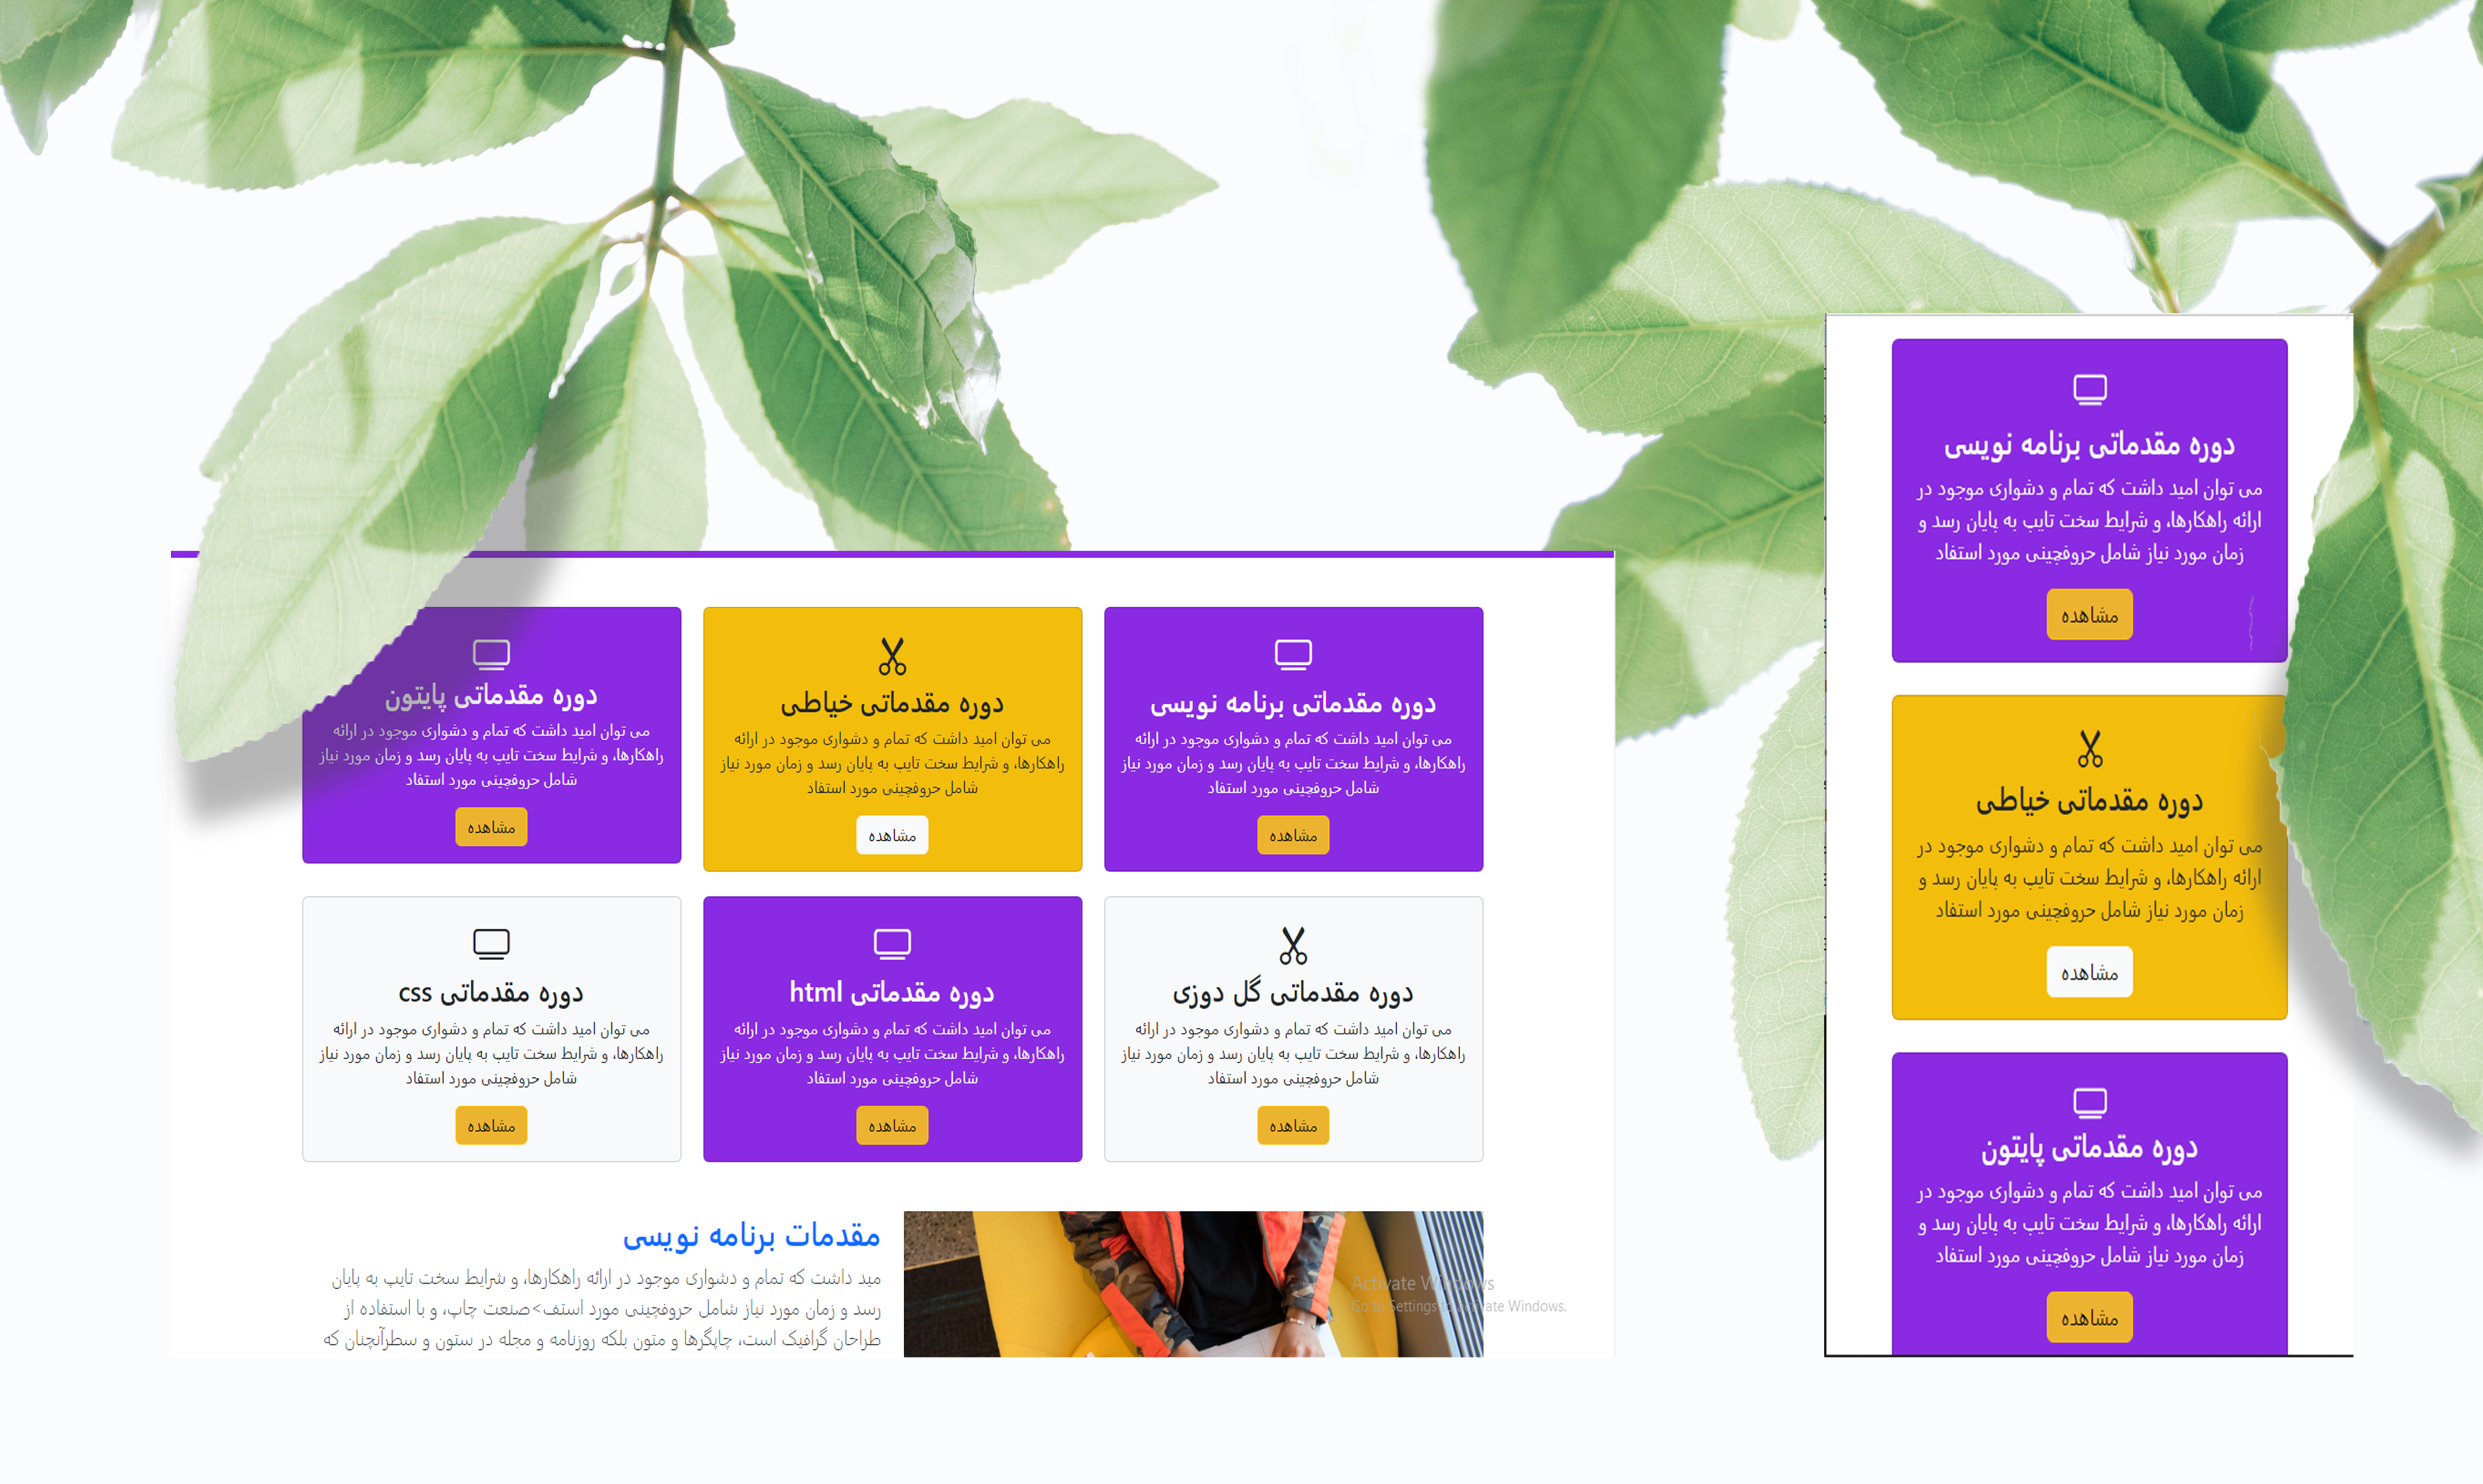 دوره مقدماتی برنامه نویسی
می توان امید داشت که تمام و دشواری موجود در ارائه
راهکارها، و شرایط سخت تایپ به پایان رسد و زمان مورد نیاز
شامل حروفچینی مورد استفاد
مشاهده
دوره مقدماتی خیاطی
می توان امید داشت که تمام و دشواری موجود در ارائه
راهکارها، و شرایط سخت تایپ به پایان رسد و زمان مورد نیاز
شامل حروفچینی مورد استفاد
مشاهده
دوره مقدماتی پایتون
می توان امید داشت که تمام و دشواری موجود در ارائه
راهکارها، و شرایط سخت تایپ به پایان رسد و زمان مورد نیاز
شامل حروفچینی مورد استفاد
مشاهده
دوره مقدماتی گل دوزی
می توان امید داشت که تمام و دشواری موجود در ارائه
راهکارها، و شرایط سخت تایپ به پایان رسد و زمان مورد نیاز
شامل حروفچینی مورد استفاد
مشاهده
دوره مقدماتی html
می توان امید داشت که تمام و دشواری موجود در ارائه
راهکارها، و شرایط سخت تایپ به پایان رسد و زمان مورد نیاز
شامل حروفچینی مورد استفاد
مشاهده
دوره مقدماتی css
می توان امید داشت که تمام و دشواری موجود در ارائه
راهکارها، و شرایط سخت تایپ به پایان رسد و زمان مورد نیاز
شامل حروفچینی مورد استفاد
مشاهده
مقدمات برنامه نویسی
مید داشت که تمام و دشواری موجود در ارائه راهکارها، و شرایط سخت تایپ به پایان
رسد و زمان مورد نیاز شامل حروفچینی مورد استف>صنعت چاپ، و با استفاده از
طراحان گرافیک است، چاپگرها و متون بلکه روزنامه و مجله در ستون و سطرآنچنان که
Activate Windows
Go to Settings to activate Windows.
دوره مقدماتی برنامه نویسی
می توان امید داشت که تمام و دشواری موجود در
ارائه راهکارها، و شرایط سخت تایپ به پایان رسد و
زمان مورد نیاز شامل حروفچینی مورد استفاد
مشاهده
دوره مقدماتی خیاطی
می توان امید داشت که تمام و دشواری موجود در
ارائه راهکارها، و شرایط سخت تایپ به پایان رسد و
زمان مورد نیاز شامل حروفچینی مورد استفاد
مشاهده
دوره مقدماتی پایتون
می توان امید داشت که تمام و دشواری موجود در
ارائه راهکارها، و شرایط سخت تایپ به پایان رسد و
زمان مورد نیاز شامل حروفچینی مورد استفاد
مشاهده